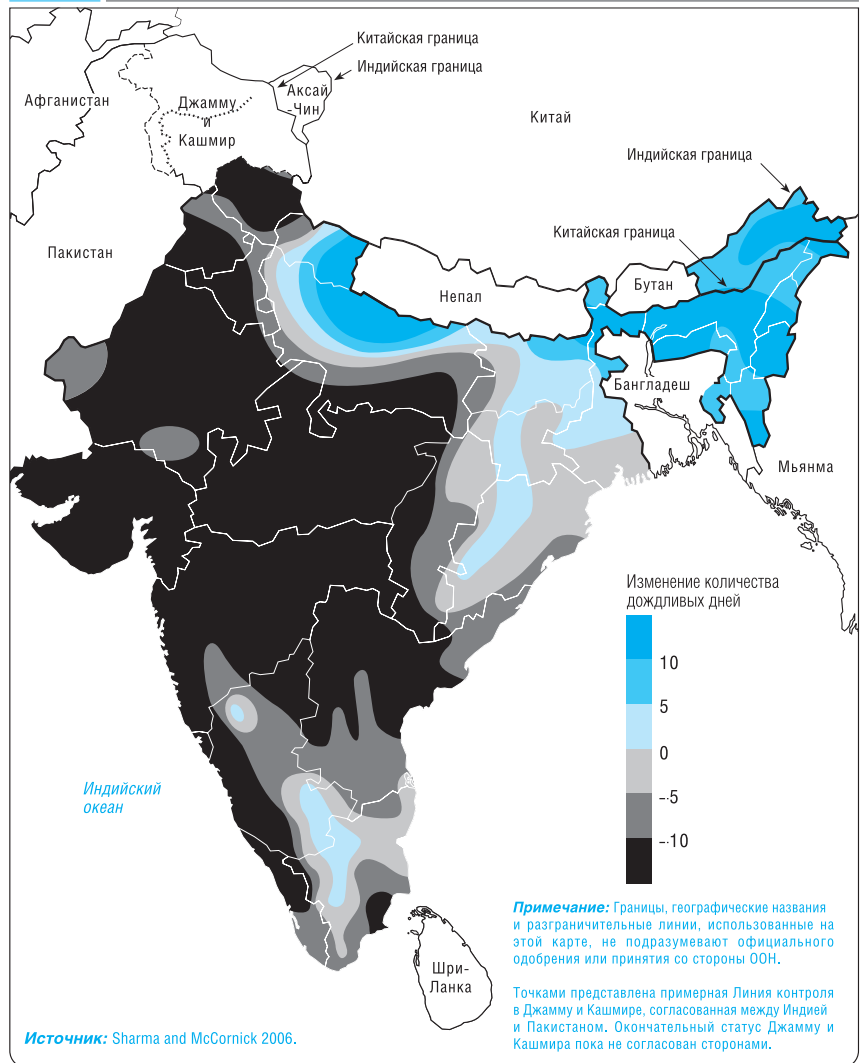 Китайская граница
Индийская граница
Афганистан
Джамму
и
Кашмир
Аксай
-Чин
Китай
Индийская граница
Пакистан
Китайская граница
Непал
Бутан
Бангладеш
Мьянма
Изменение количества
дождливых дней
10
5
0
-5
-10
Индийский
океан
Шри-
Ланка
Примечание: Границы, географические названия
и разграничительные линии, использованные на
этой карте, не подразумевают официального
одобрения или принятия со стороны ООН.
Точками представлена примерная Линия контроля
в Джамму и Кашмире, согласованная между Индией
и Пакистаном. Окончательный статус Джамму и
Кашмира пока не согласован сторонами.
Источник: Sharma and McCornick 2006.